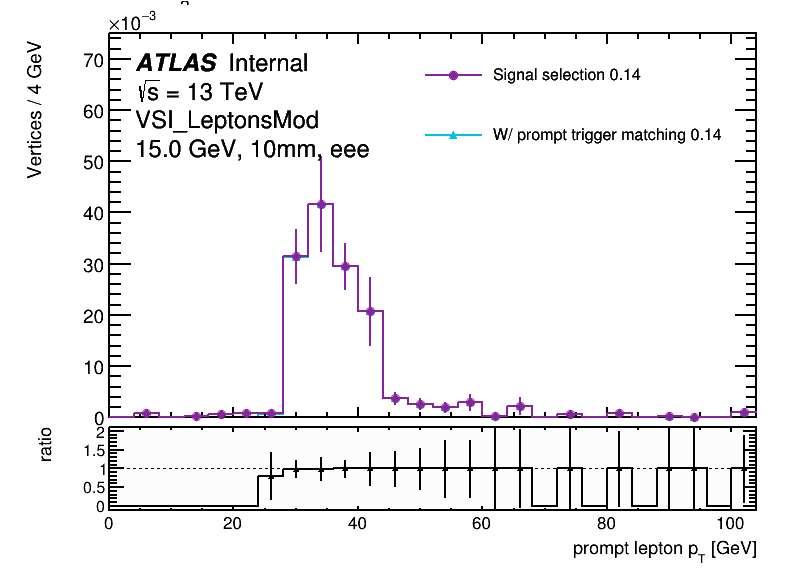 ×10⁻³
Vertices / 4 GeV
70
60
50
40
30
20
10
0
ATLAS Internal
√s = 13 TeV
VSI_LeptonsMod
15.0 GeV, 10mm, eee
Signal selection 0.14
W/ prompt trigger matching 0.14
ratio
2
1.5
1
0.5
0
0 20 40 60 80 100
prompt lepton p_T [GeV]